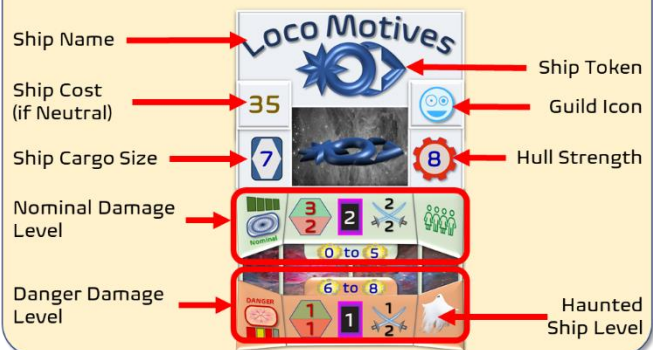 Loco Motives
Ship Name
Ship Token
Ship Cost
(if Neutral)
35
Guild Icon
Ship Cargo Size
7
8
Hull Strength
Nominal Damage
Level
Nominal
3
2
2
2
2
0 to 5
6 to 8
Danger Damage
Level
DANGER
1
1
1
1
2
Haunted
Ship Level